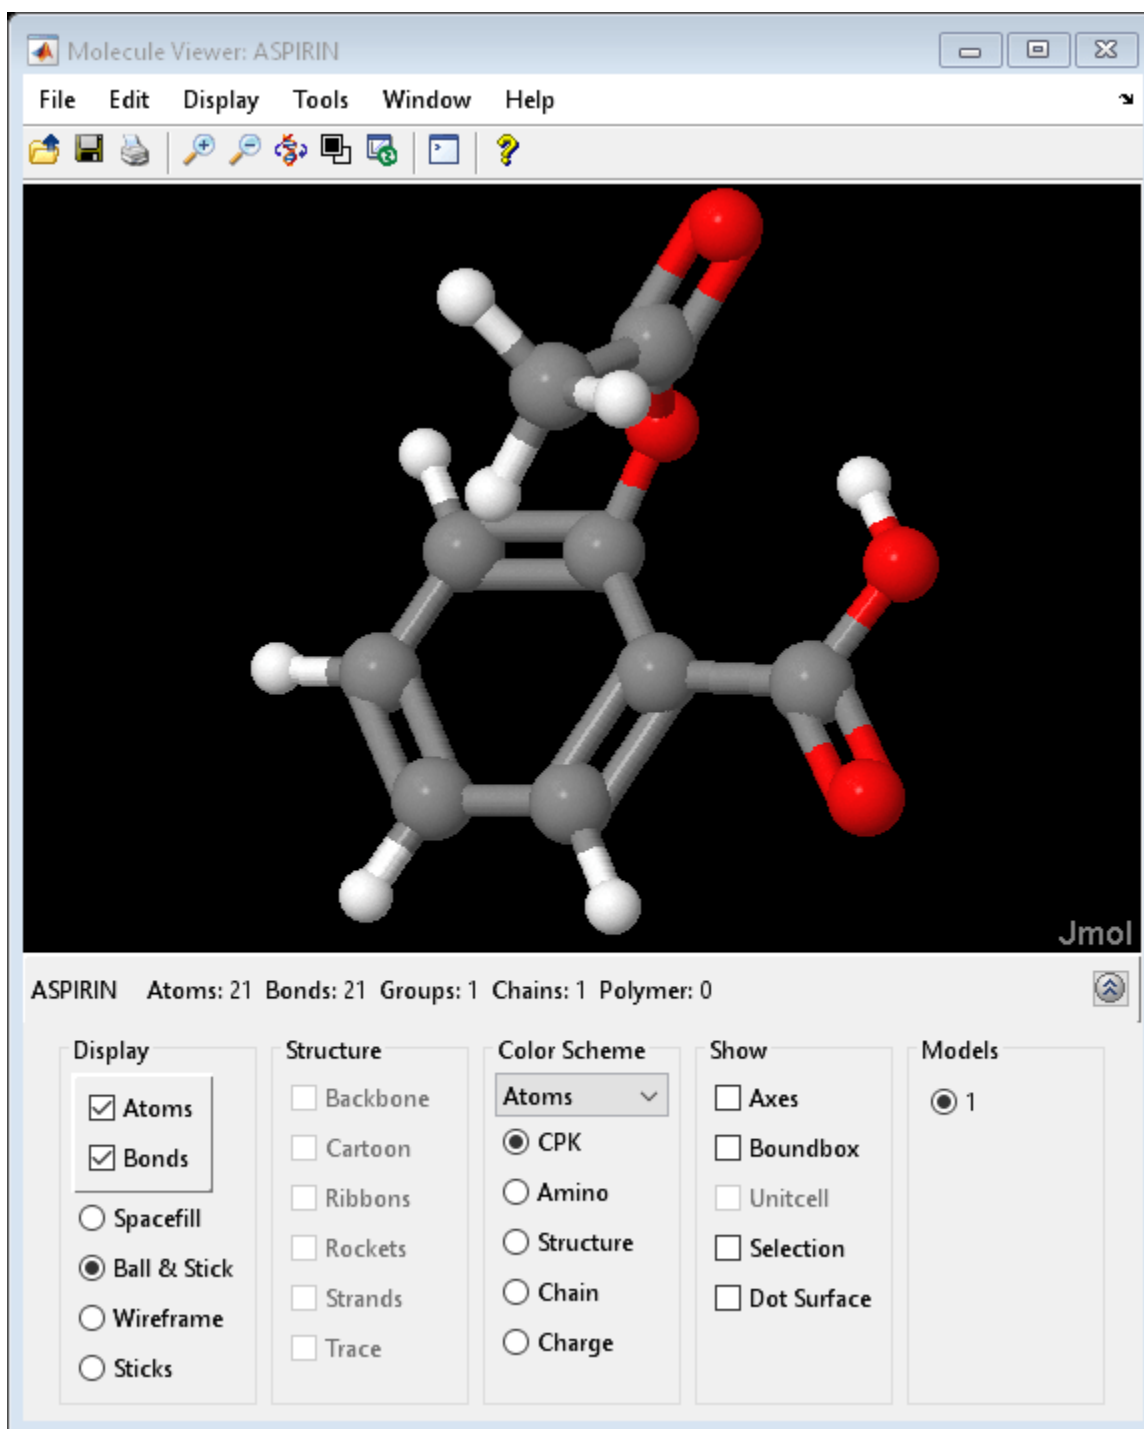 Molecule Viewer: ASPIRIN
File Edit Display Tools Window Help
Jmol
ASPIRIN Atoms: 21 Bonds: 21 Groups: 1 Chains: 1 Polymer: 0
Display
Atoms
Bonds
Spacefill
Ball & Stick
Wireframe
Sticks
Structure
Backbone
Cartoon
Ribbons
Rockets
Strands
Trace
Color Scheme
Atoms
CPK
Amino
Structure
Chain
Charge
Show
Axes
Boundbox
Unitcell
Selection
Dot Surface
Models
1